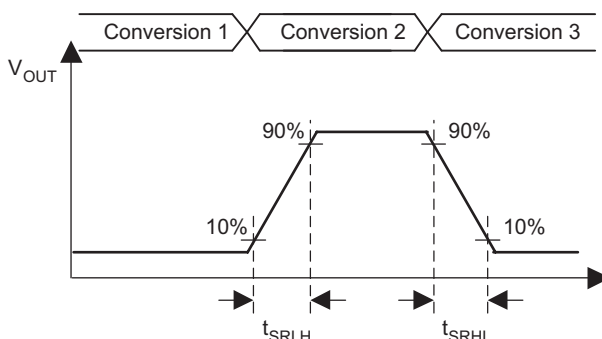 Conversion 1 Conversion 2 Conversion 3
VOUT
90% 90%
10% 10%
tSRLH tSRHL